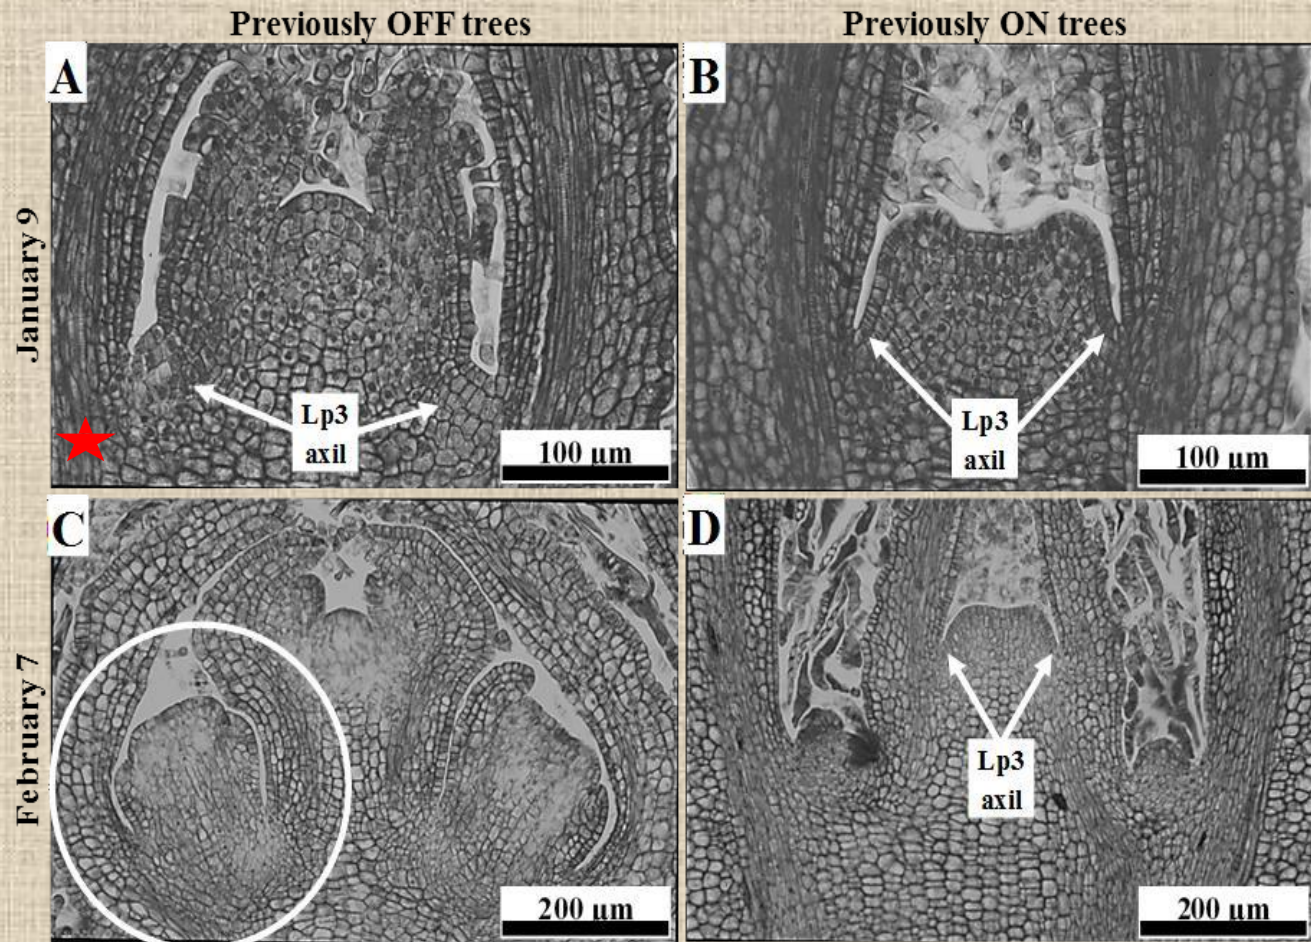 Previously OFF trees
Previously ON trees
January 9
A
Lp3
axil
100 µm
B
Lp3
axil
100 µm
February 7
C
200 µm
D
Lp3
axil
200 µm